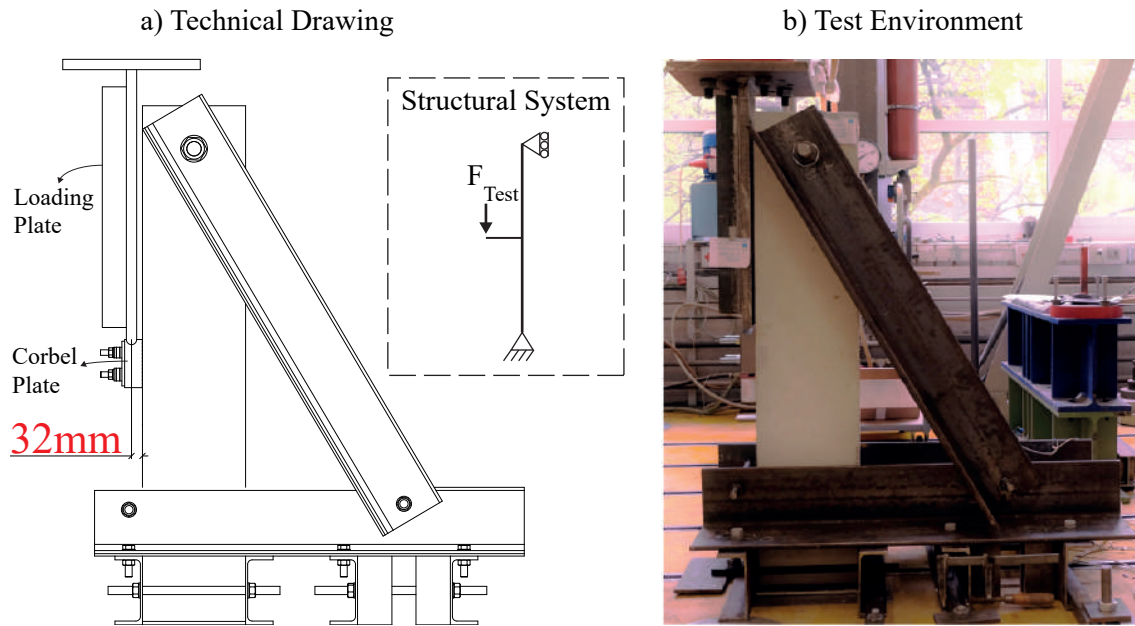 a) Technical Drawing
b) Test Environment
Structural System
F Test
Loading
Plate
Corbel
Plate
32mm